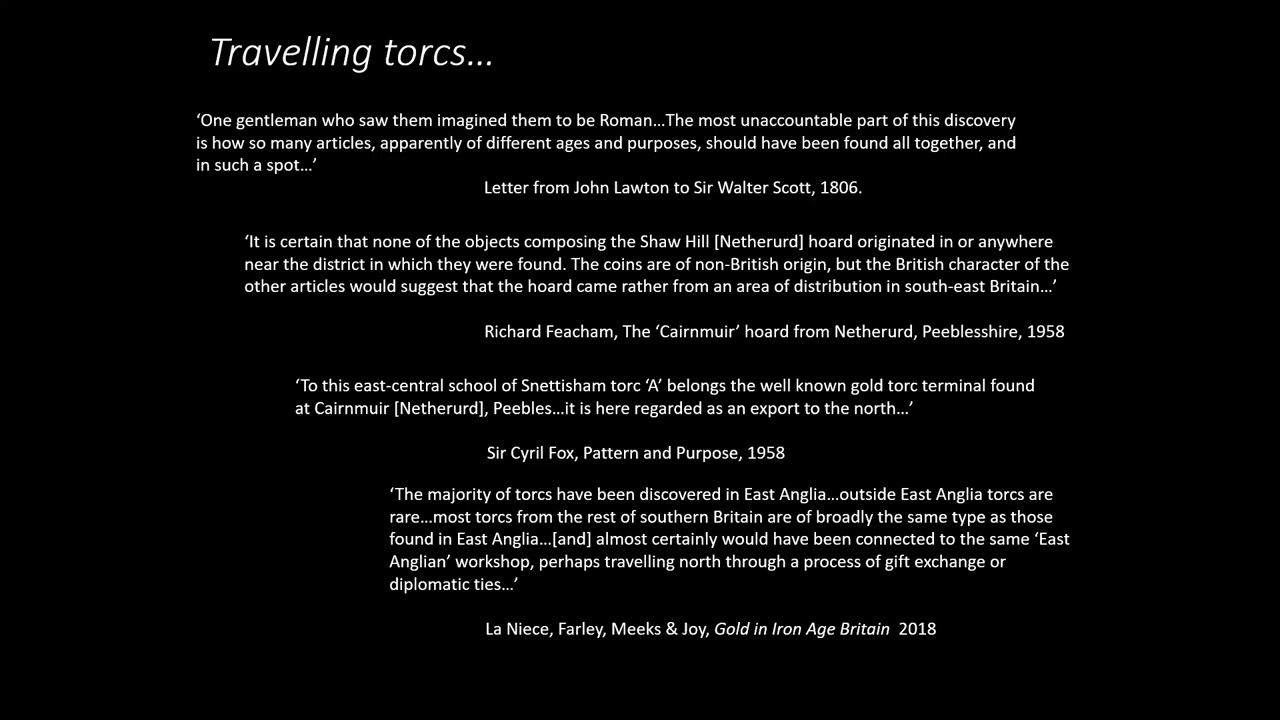 Travelling torcs...
‘One gentleman who saw them imagined them to be Roman...The most unaccountable part of this discovery
is how so many articles, apparently of different ages and purposes, should have been found all together, and
in such a spot...’
Letter from John Lawton to Sir Walter Scott, 1806.
‘It is certain that none of the objects composing the Shaw Hill [Netherurd] hoard originated in or anywhere
near the district in which they were found. The coins are of non-British origin, but the British character of the
other articles would suggest that the hoard came rather from an area of distribution in south-east Britain...’
Richard Feacham, The ‘Cairnmuir’ hoard from Netherurd, Peeblesshire, 1958
‘To this east-central school of Snettisham torc ‘A’ belongs the well known gold torc terminal found
at Cairnmuir [Netherurd], Peebles...it is here regarded as an export to the north...’
Sir Cyril Fox, Pattern and Purpose, 1958
‘The majority of torcs have been discovered in East Anglia...outside East Anglia torcs are
rare...most torcs from the rest of southern Britain are of broadly the same type as those
found in East Anglia...[and] almost certainly would have been connected to the same ‘East
Anglian’ workshop, perhaps travelling north through a process of gift exchange or
diplomatic ties...’
La Niece, Farley, Meeks & Joy, Gold in Iron Age Britain 2018